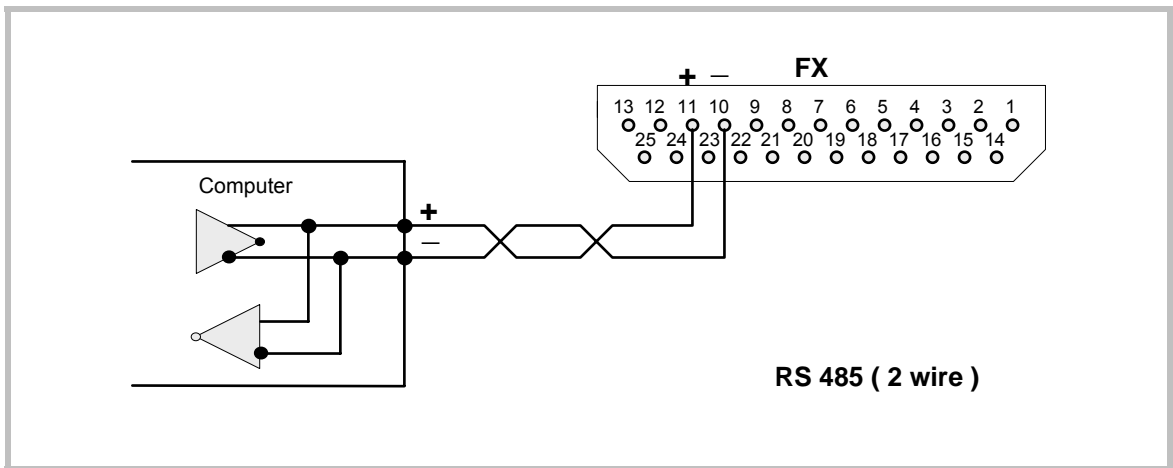 FX
+ –
13 12 11 10 9 8 7 6 5 4 3 2 1
25 24 23 22 21 20 19 18 17 16 15 14
Computer
+
–
RS 485 ( 2 wire )